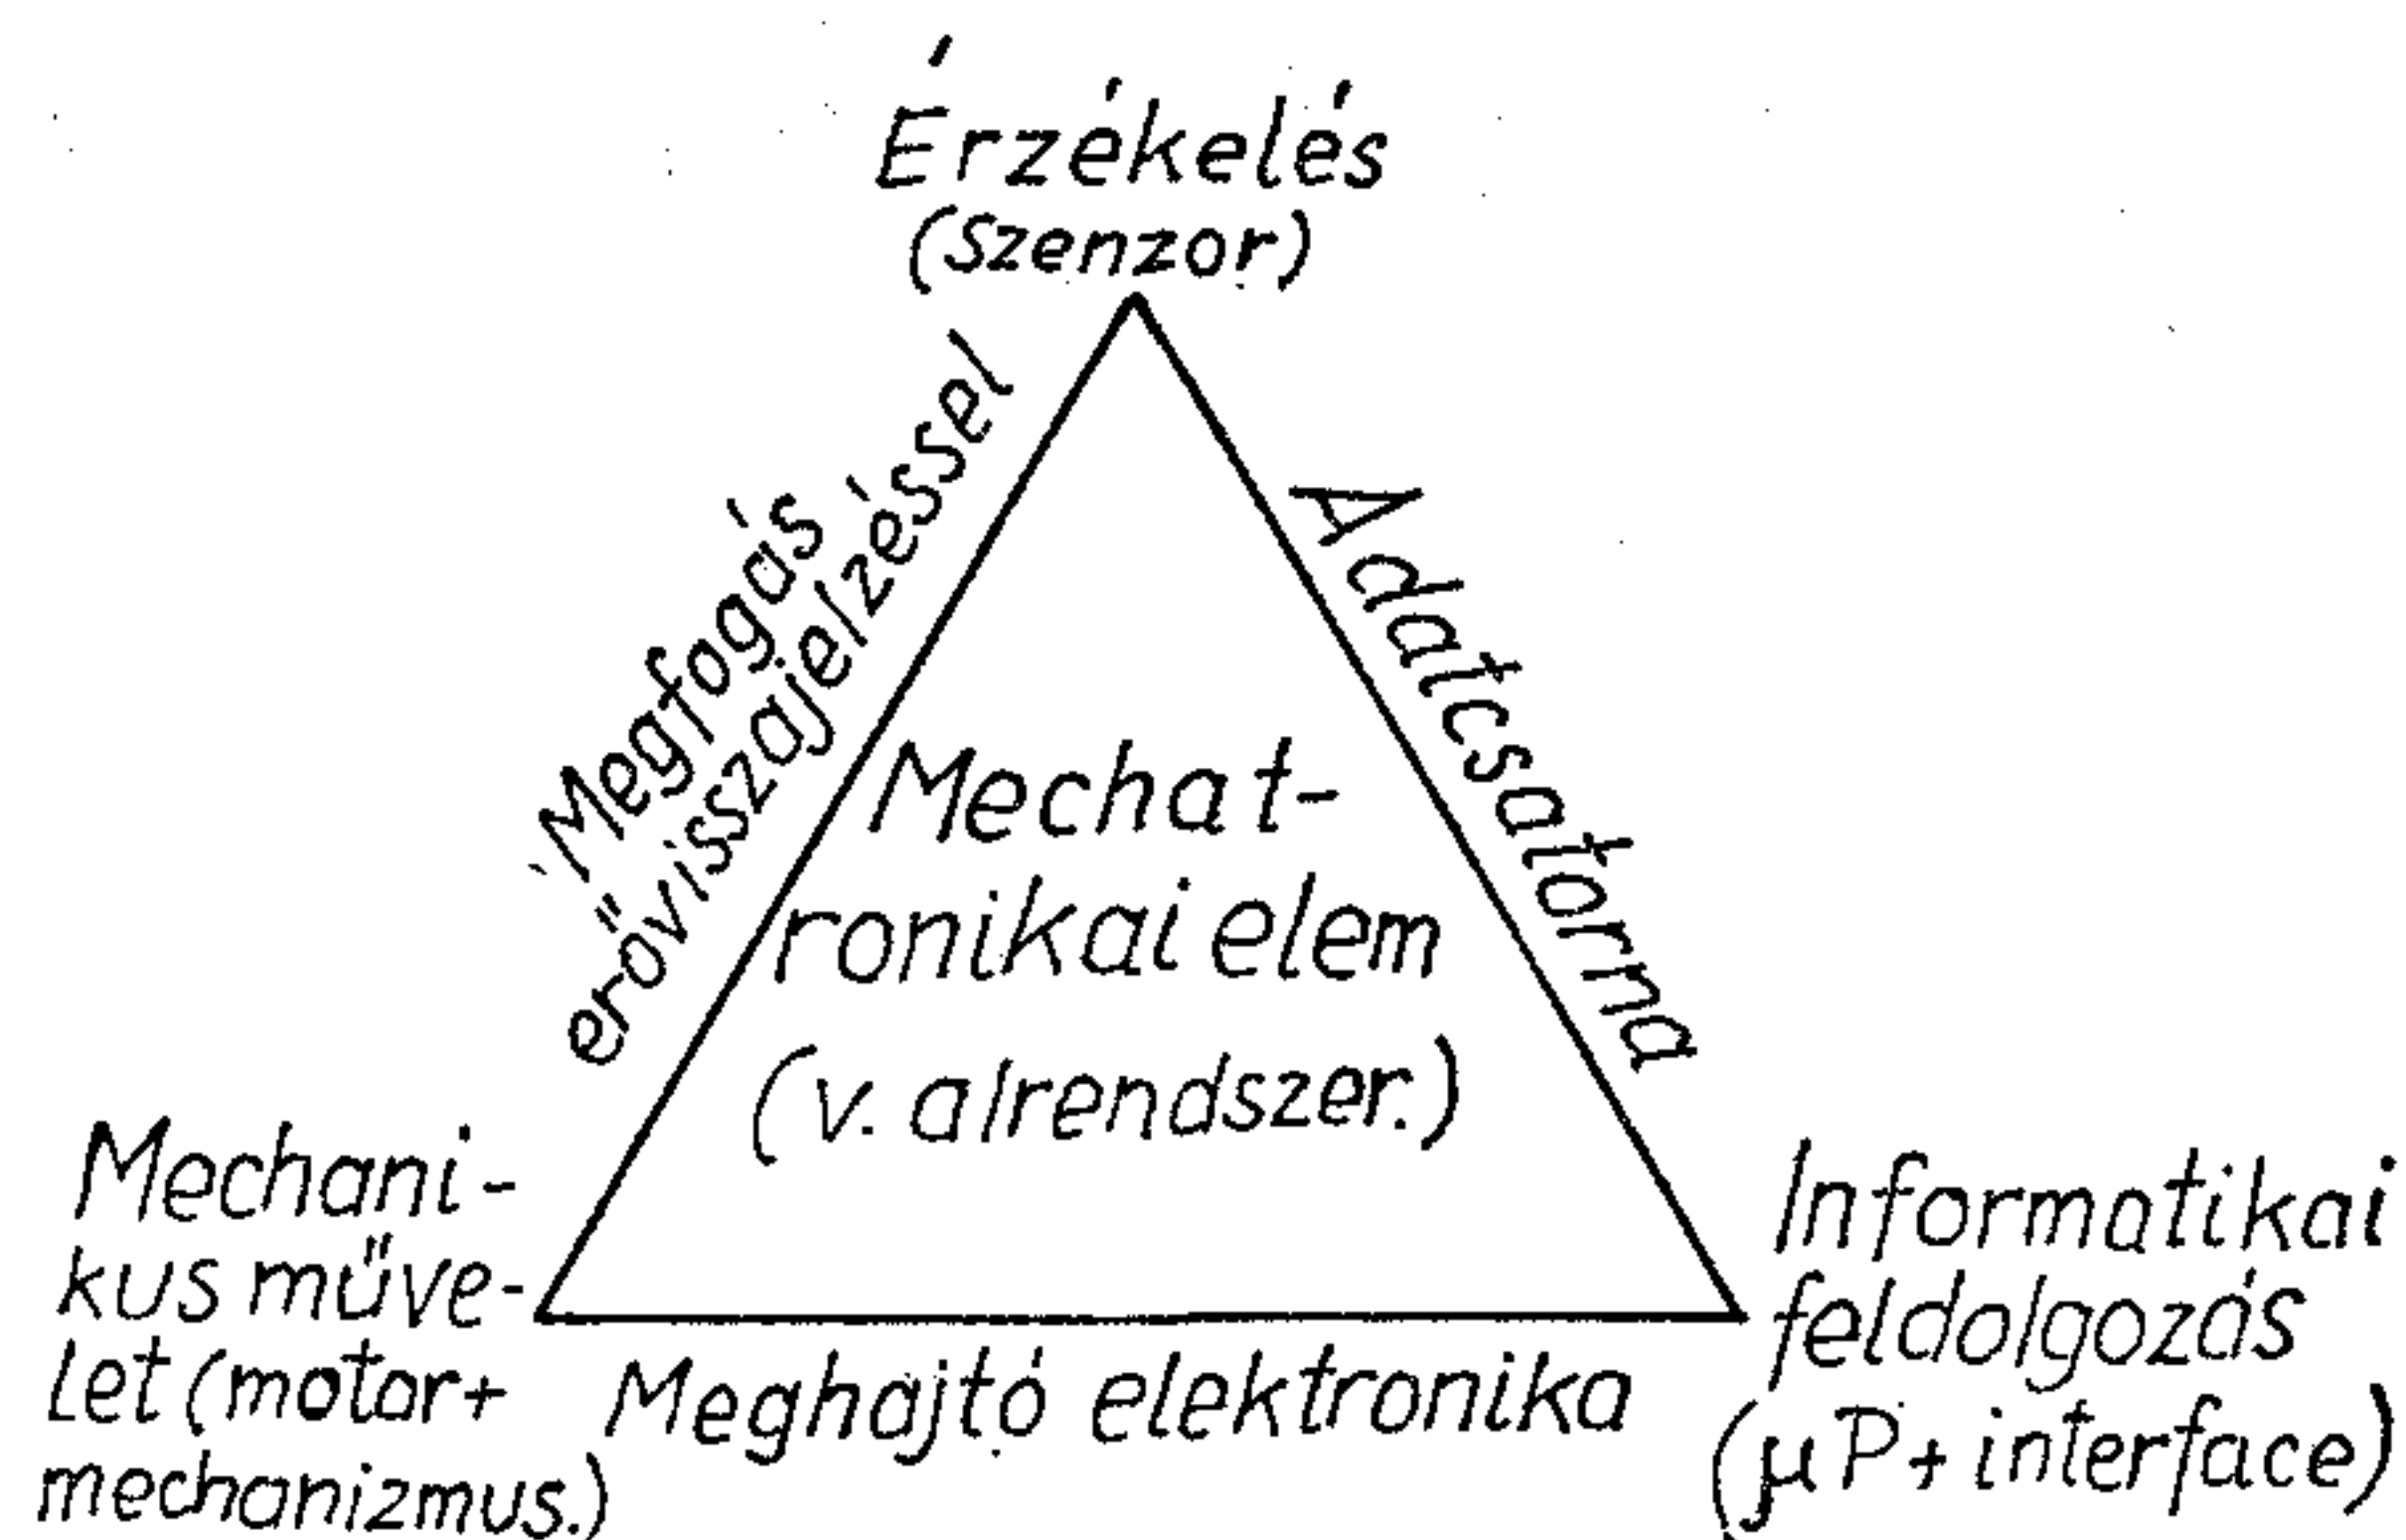 Érzékelés
(Szenzor)
Megfogás
erővisszajelzéssel
Adatcsatorna
Mechat-
ronikai elem
(v. alrendszer.)
Mechani-
kus műve-
let (motor+
mechanizmus.)
Meghajtó elektronika
Informatikai
feldolgozás
(μP+ interface)